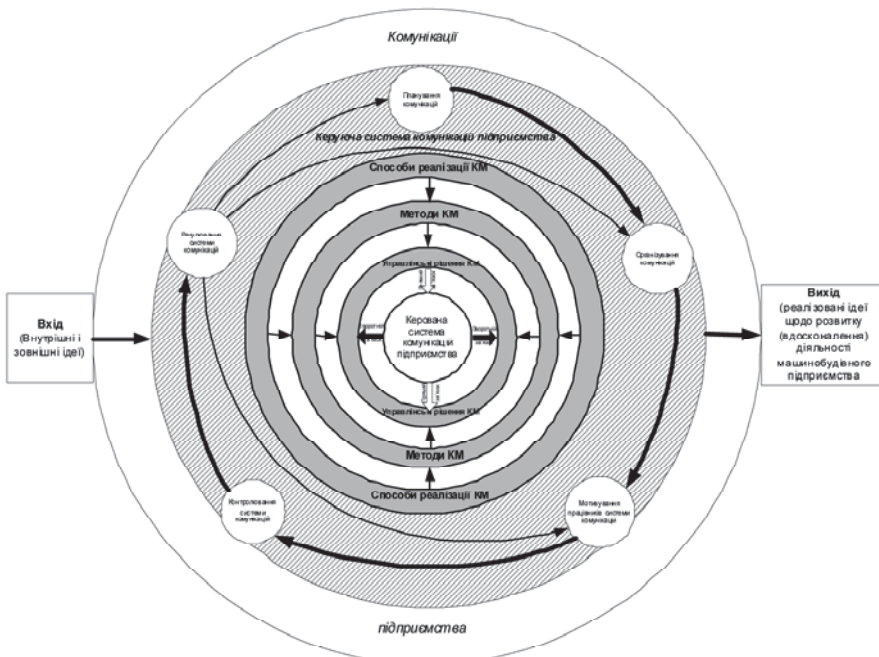 Комунікації
Планування
комунікацій
Керуюча система комунікацій підприємства
Способи реалізації КМ
Методи КМ
Управлінські рішення КМ
системи
комунікацій
Організування
комунікацій
Вхід
(Внутрішні і
зовнішні ідеї)
Керована
система
комунікацій
підприємства
Вихід
(реалізовані ідеї
щодо розвитку
(вдосконалення)
діяльності
машинобудівного
підприємства
Управлінські рішення КМ
Методи КМ
Способи реалізації КМ
Контролювання
системи
комунікацій
Мотивування
працівників системи
комунікацій
підприємства